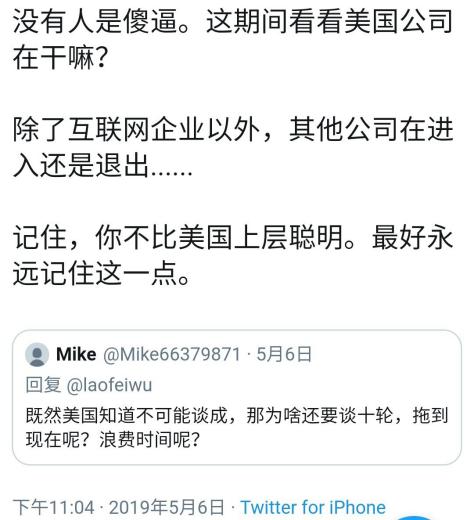 没有人是傻逼。这期间看看美国公司
在干嘛？
除了互联网企业以外，其他公司在进
入还是退出......
记住，你不比美国上层聪明。最好永
远记住这一点。
Mike @Mike66379871 · 5月6日
回复 @laofeiwu
既然美国知道不可能谈成，那为啥还要谈十轮，拖到
现在呢？浪费时间呢？
下午11:04 · 2019年5月6日 · Twitter for iPhone